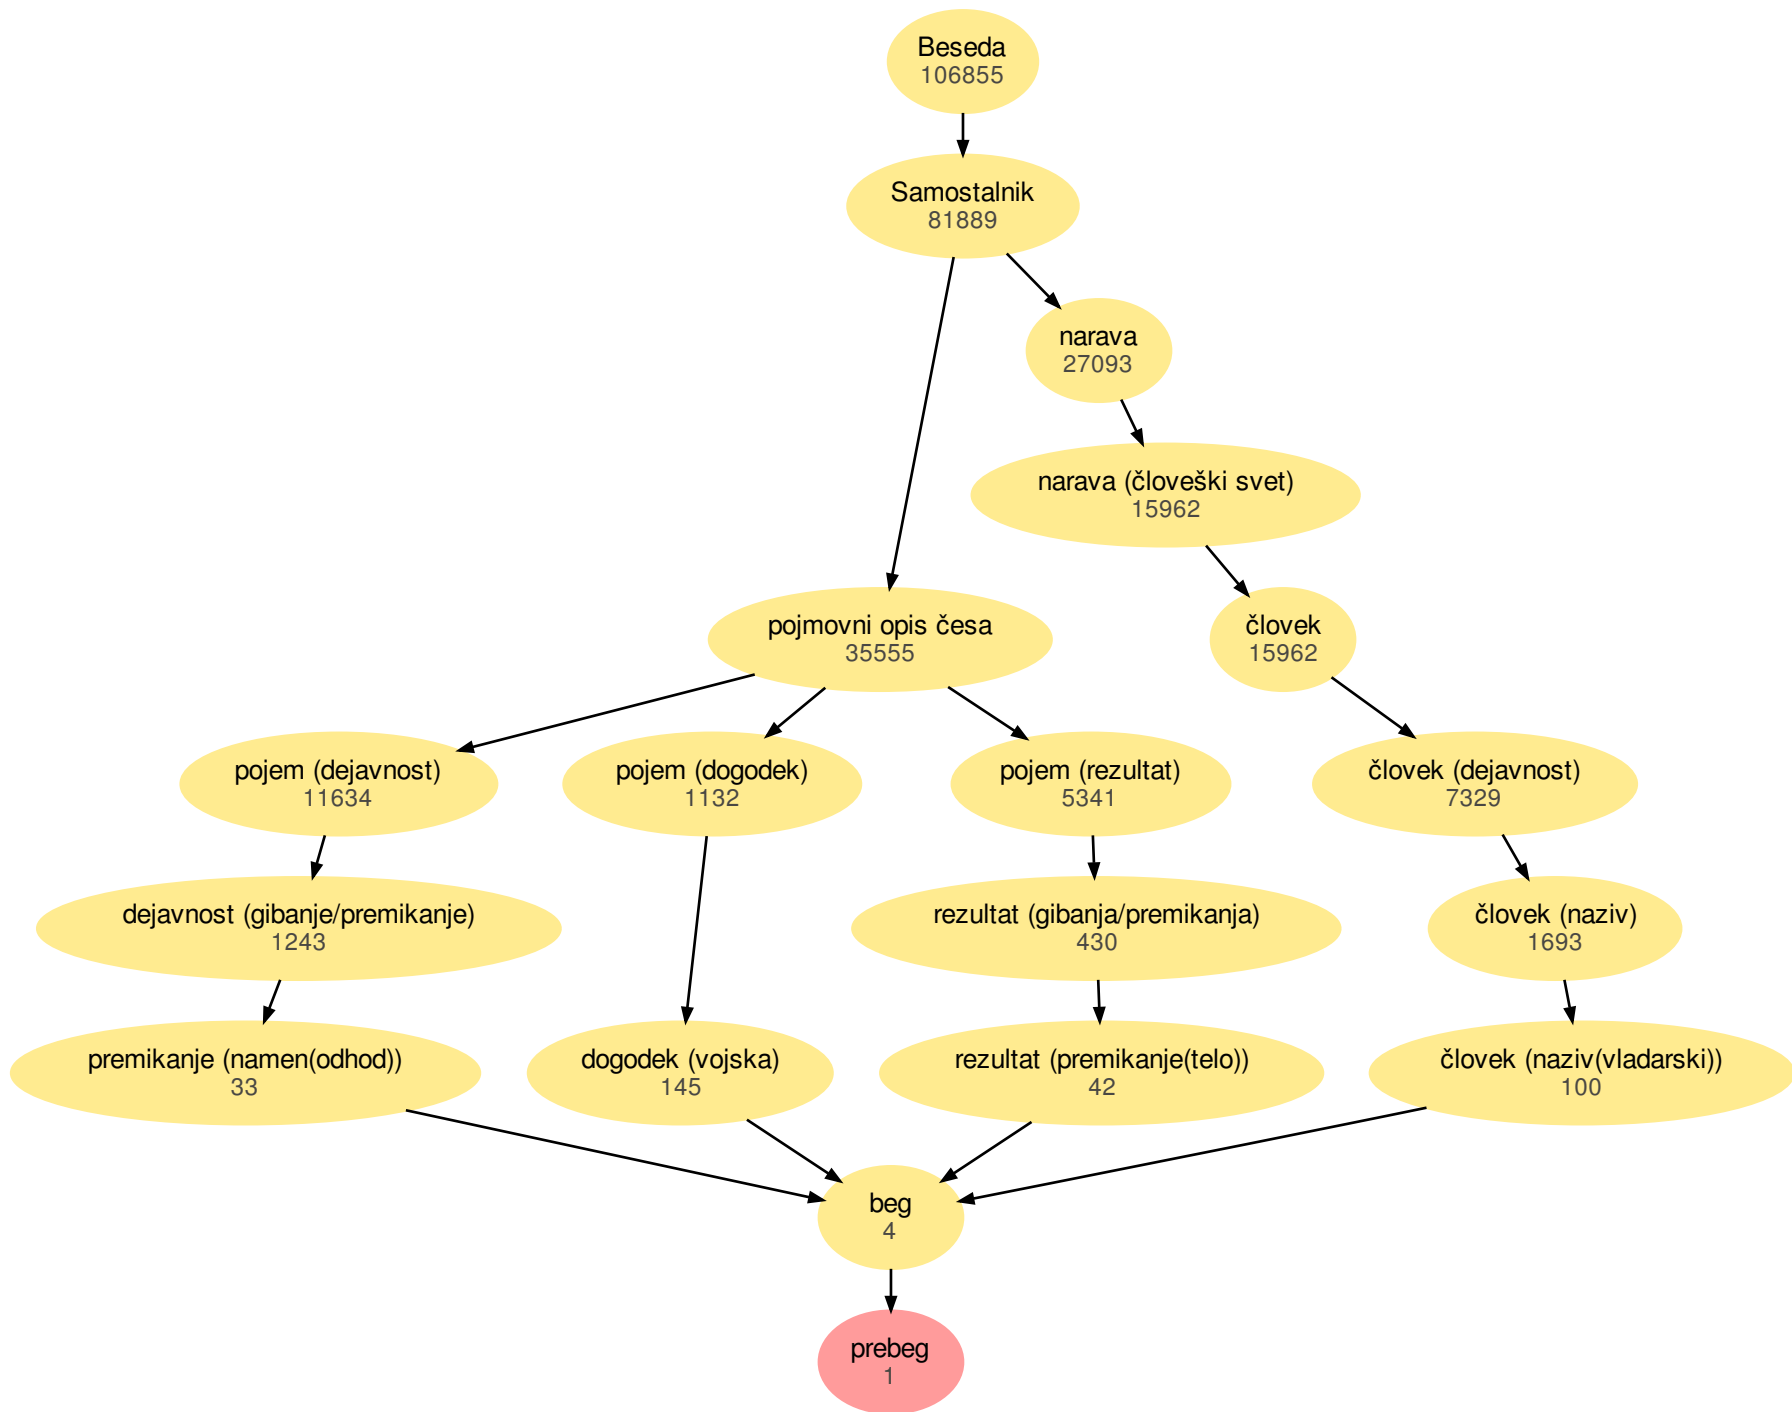 Beseda
106855
Samostalnik
81889
narava
27093
narava (človeški svet)
15962
pojmovni opis česa
35555
človek
15962
pojem (dejavnost)
11634
pojem (dogodek)
1132
pojem (rezultat)
5341
človek (dejavnost)
7329
dejavnost (gibanje/premikanje)
1243
rezultat (gibanja/premikanja)
430
človek (naziv)
1693
premikanje (namen(odhod))
33
dogodek (vojska)
145
rezultat (premikanje(telo))
42
človek (naziv(vladarski))
100
beg
4
prebeg
1